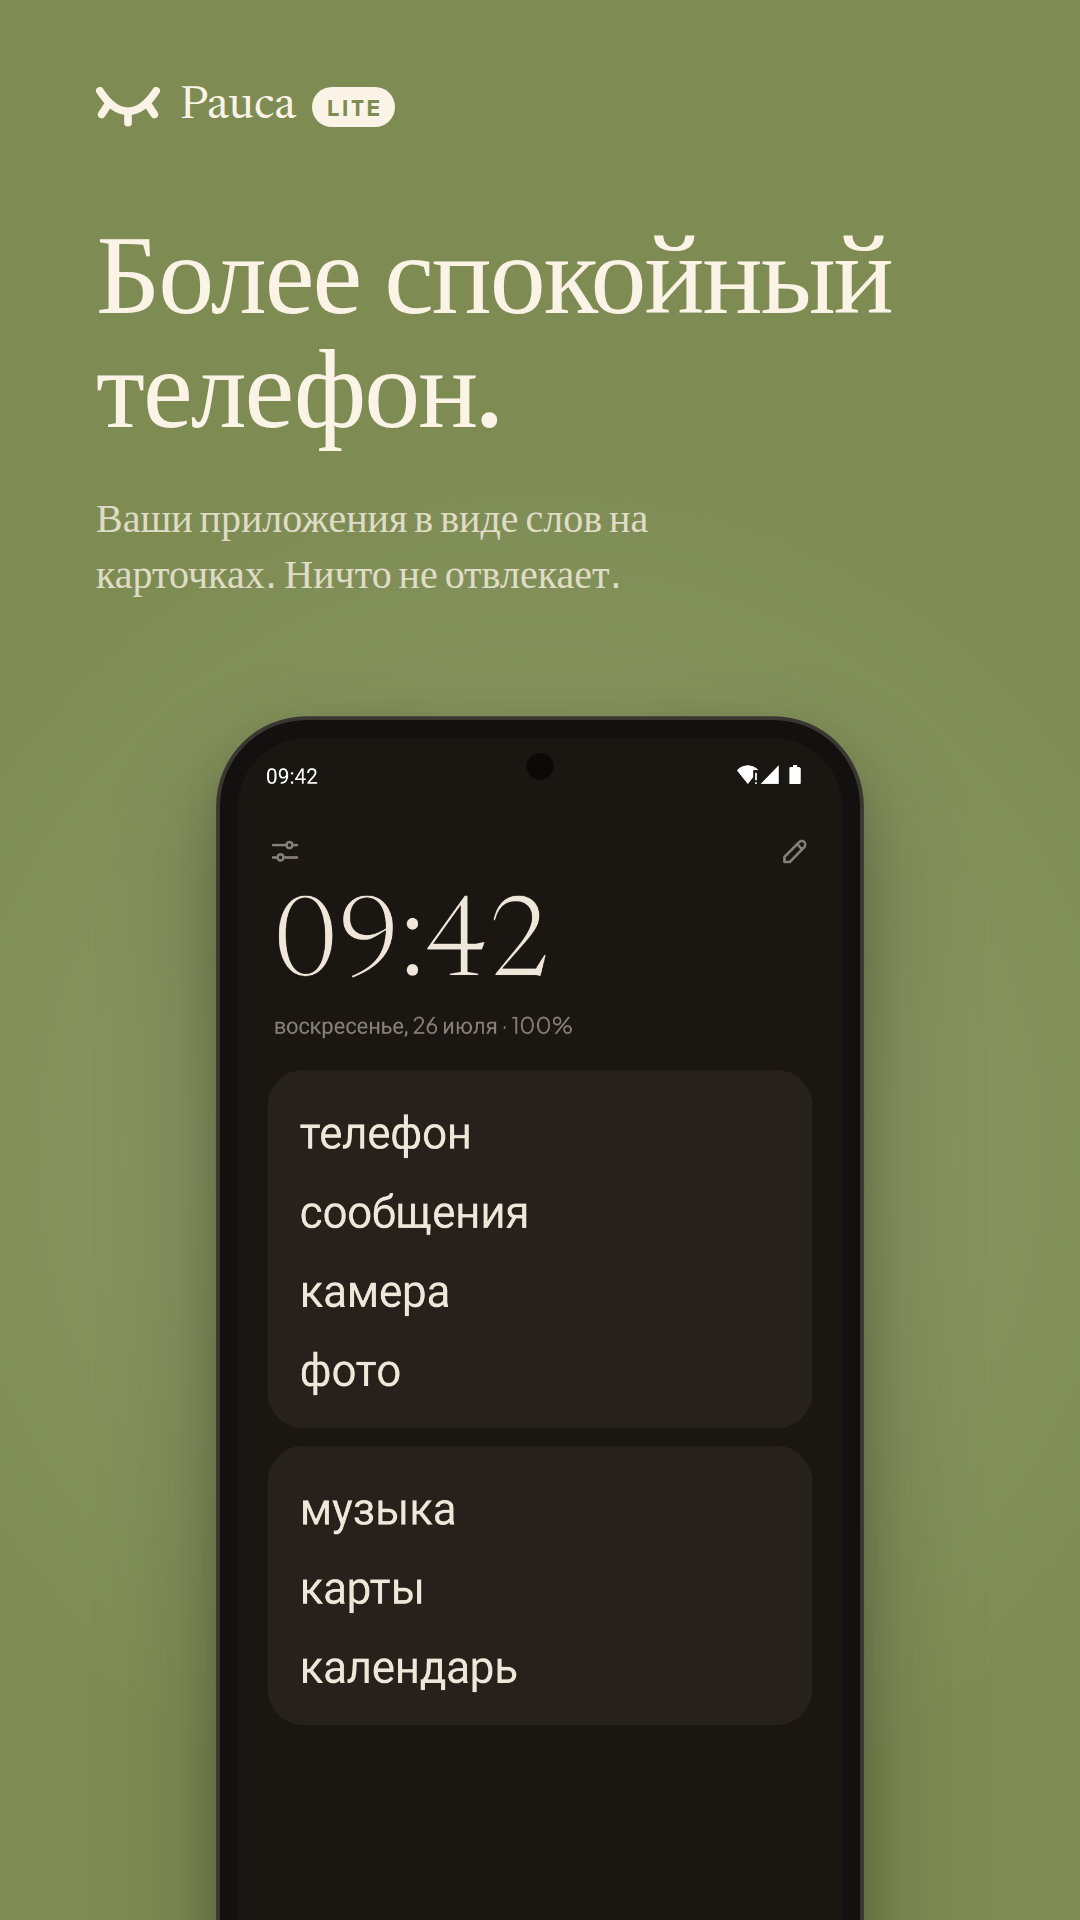 Pauca LITE
Более спокойный
телефон.
Ваши приложения в виде слов на
карточках. Ничто не отвлекает.
09:42
09:42
воскресенье, 26 июля · 100%
телефон
сообщения
камера
фото
музыка
карты
календарь